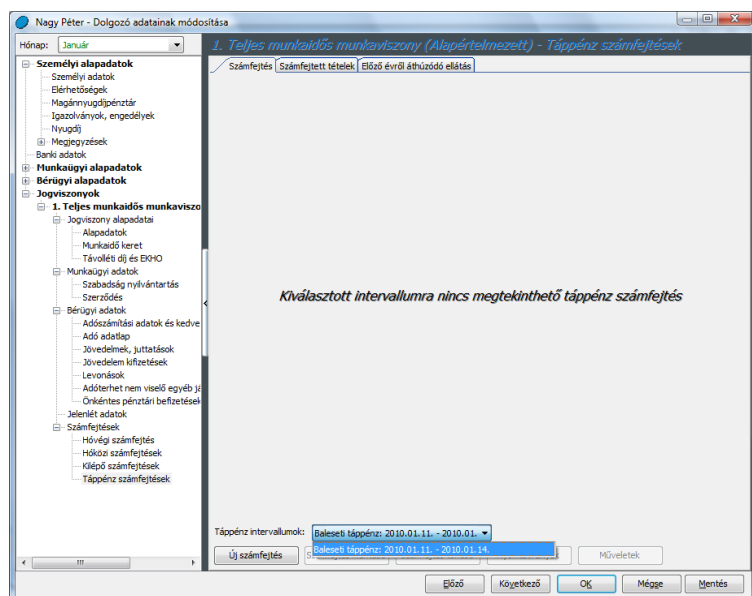 Nagy Péter - Dolgozó adatainak módosítása
Hónap: Január
1. Teljes munkaidős munkaviszony (Alapértelmezett) - Táppénz számfejtések
Számfejtés Számfejtett tételek Előző évről áthúzódó ellátás
Személyi alapadatok
Személyi adatok
Elérhetőségek
Magánnyugdíjpénztár
Igazolványok, engedélyek
Nyugdíj
Megjegyzések
Banki adatok
Munkaügyi alapadatok
Bérügyi alapadatok
Jogviszonyok
1. Teljes munkaidős munkaviszo
Jogviszony alapadatai
Alapadatok
Munkaidő keret
Távolléti díj és EKHO
Munkaügyi adatok
Szabadság nyilvántartás
Szerződés
Bérügyi adatok
Adószámítási adatok és kedve
Adó adatlap
Jövedelmek, juttatások
Jövedelem kifizetések
Levonások
Adóterhet nem viselő egyéb já
Önkéntes pénztári befizetések
Jelenlét adatok
Számfejtések
Hóvégi számfejtés
Hóközi számfejtések
Kilépő számfejtések
Táppénz számfejtések
Kiválasztott intervallumra nincs megtekinthető táppénz számfejtés
Táppénz intervallumok: Baleseti táppénz: 2010.01.11. - 2010.01.
Baleseti táppénz: 2010.01.11. - 2010.01.14.
Új számfejtés Műveletek
Előző Következő OK Mégse Mentés